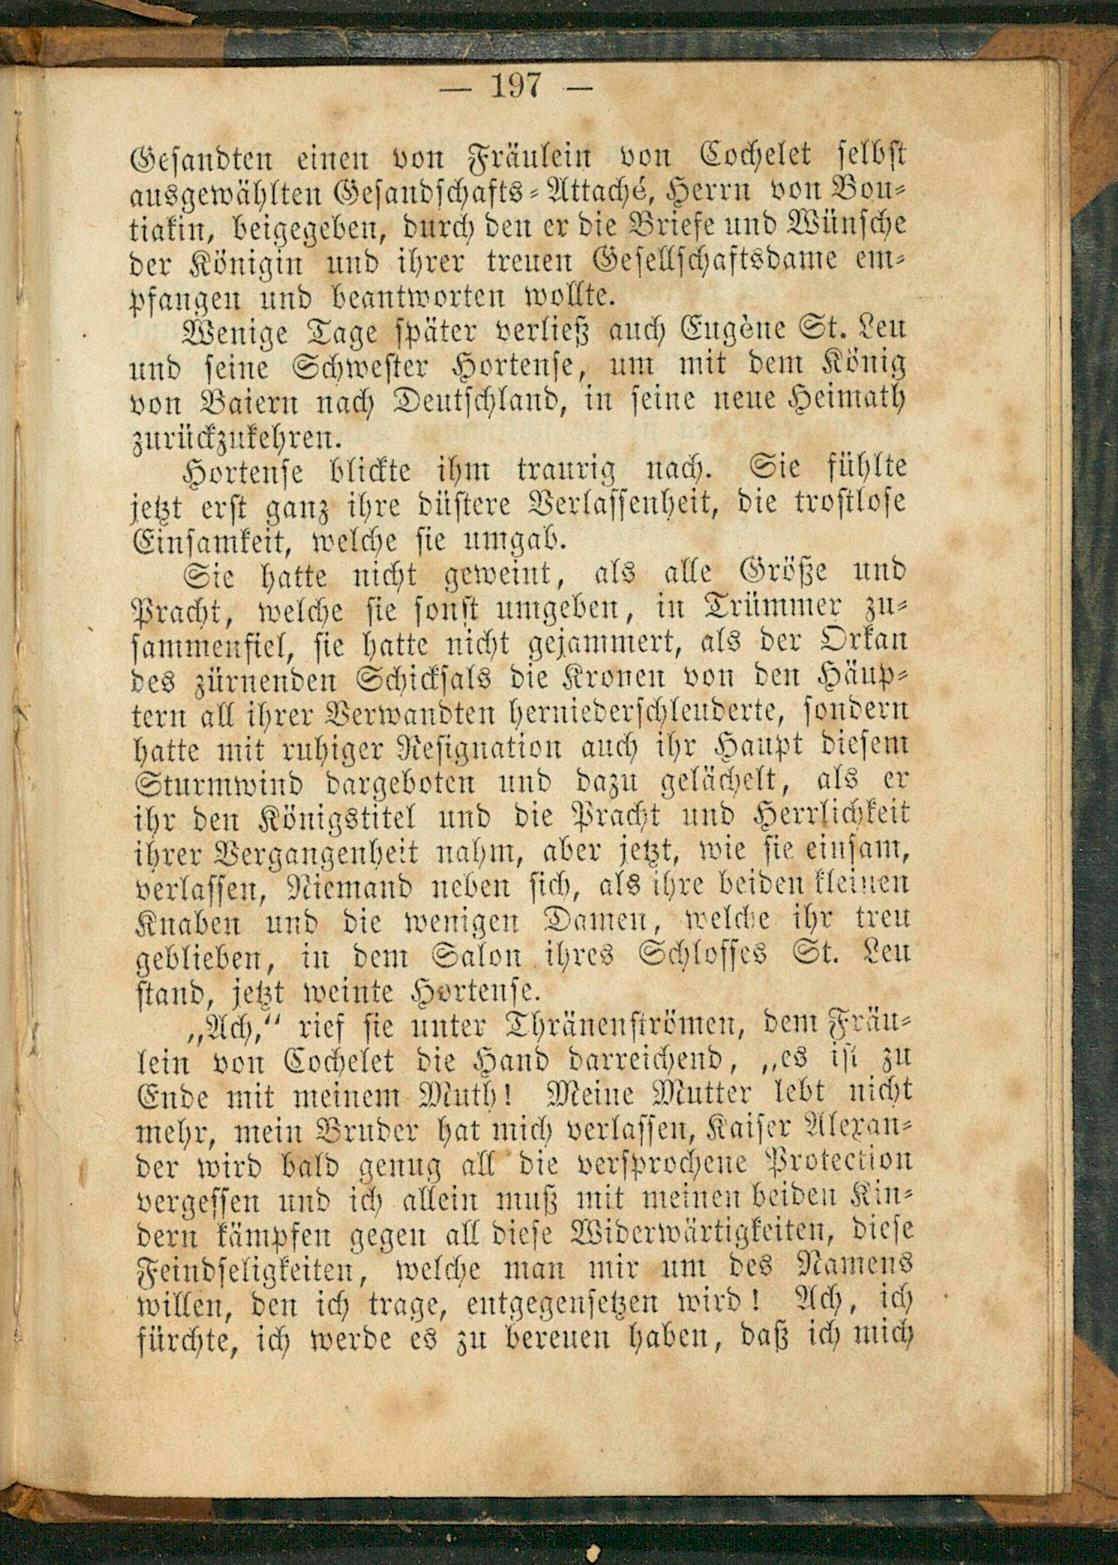 — 197 —
Gesandten einen von Fräulein von Cochelet selbst
ausgewählten Gesandschafts-Attaché, Herrn von Bou-
tiakin, beigegeben, durch den er die Briefe und Wünsche
der Königin und ihrer treuen Gesellschaftsdame em-
pfangen und beantworten wollte.
Wenige Tage später verließ auch Eugène St. Leu
und seine Schwester Hortense, um mit dem König
von Baiern nach Deutschland, in seine neue Heimath
zurückzukehren.
Hortense blickte ihm traurig nach. Sie fühlte
jetzt erst ganz ihre düstere Verlassenheit, die trostlose
Einsamkeit, welche sie umgab.
Sie hatte nicht geweint, als alle Größe und
Pracht, welche sie sonst umgeben, in Trümmer zu-
sammenfiel, sie hatte nicht gejammert, als der Orkan
des zürnenden Schicksals die Kronen von den Häup-
tern all ihrer Verwandten herniederschleuderte, sondern
hatte mit ruhiger Resignation auch ihr Haupt diesem
Sturmwind dargeboten und dazu gelächelt, als er
ihr den Königstitel und die Pracht und Herrlichkeit
ihrer Vergangenheit nahm, aber jetzt, wie sie einsam,
verlassen, Niemand neben sich, als ihre beiden kleinen
Knaben und die wenigen Damen, welche ihr treu
geblieben, in dem Salon ihres Schlosses St. Leu
stand, jetzt weinte Hortense.
„Ach,“ rief sie unter Thränenströmen, dem Fräu-
lein von Cochelet die Hand darreichend, „es ist zu
Ende mit meinem Muth! Meine Mutter lebt nicht
mehr, mein Bruder hat mich verlassen, Kaiser Alexan-
der wird bald genug all die versprochene Protection
vergessen und ich allein muß mit meinen beiden Kin-
dern kämpfen gegen all diese Widerwärtigkeiten, diese
Feindseligkeiten, welche man mir um des Namens
willen, den ich trage, entgegensetzen wird! Ach, ich
fürchte, ich werde es zu bereuen haben, daß ich mich